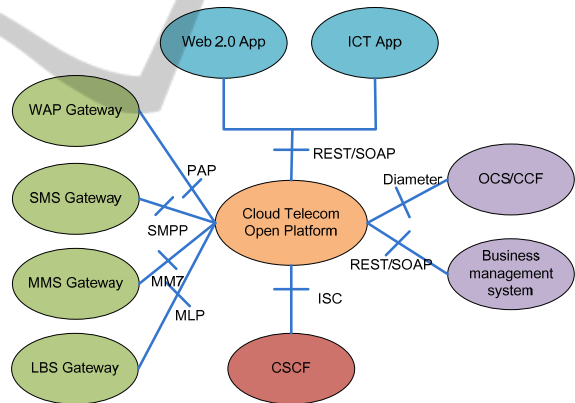 Web 2.0 App
ICT App
WAP Gateway
REST/SOAP
PAP
Diameter
OCS/CCF
SMS Gateway
SMPP
Cloud Telecom
Open Platform
REST/SOAP
Business
management
system
MMS Gateway
MM7
MLP
ISC
LBS Gateway
CSCF